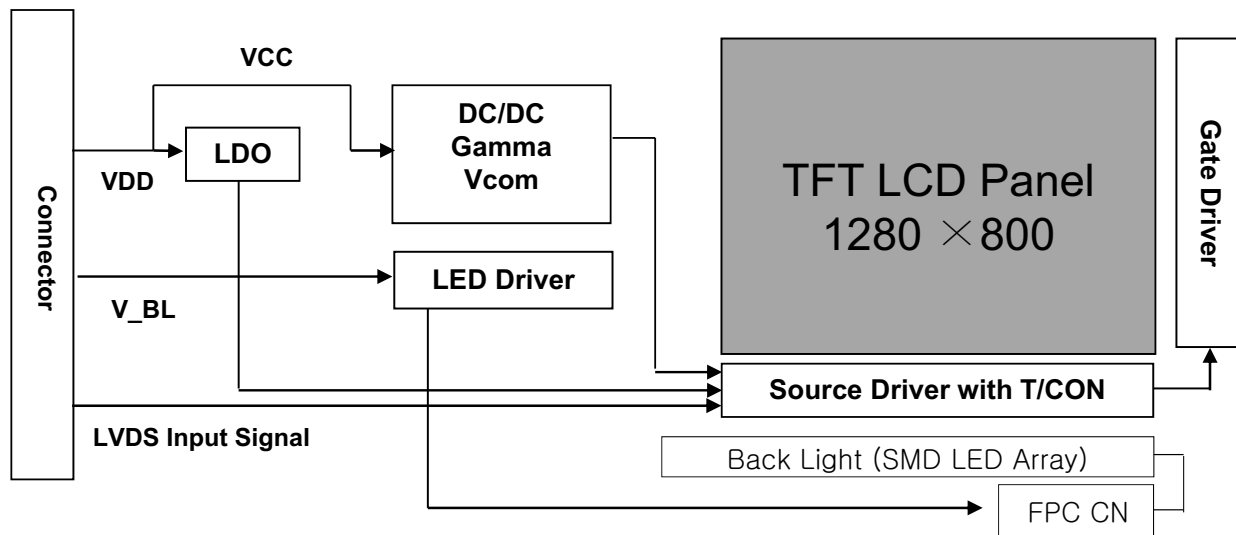 Connector
VCC
VDD
LDO
DC/DC
Gamma
Vcom
V_BL
LED Driver
LVDS Input Signal
TFT LCD Panel
1280 ×800
Gate Driver
Source Driver with T/CON
Back Light (SMD LED Array)
FPC CN